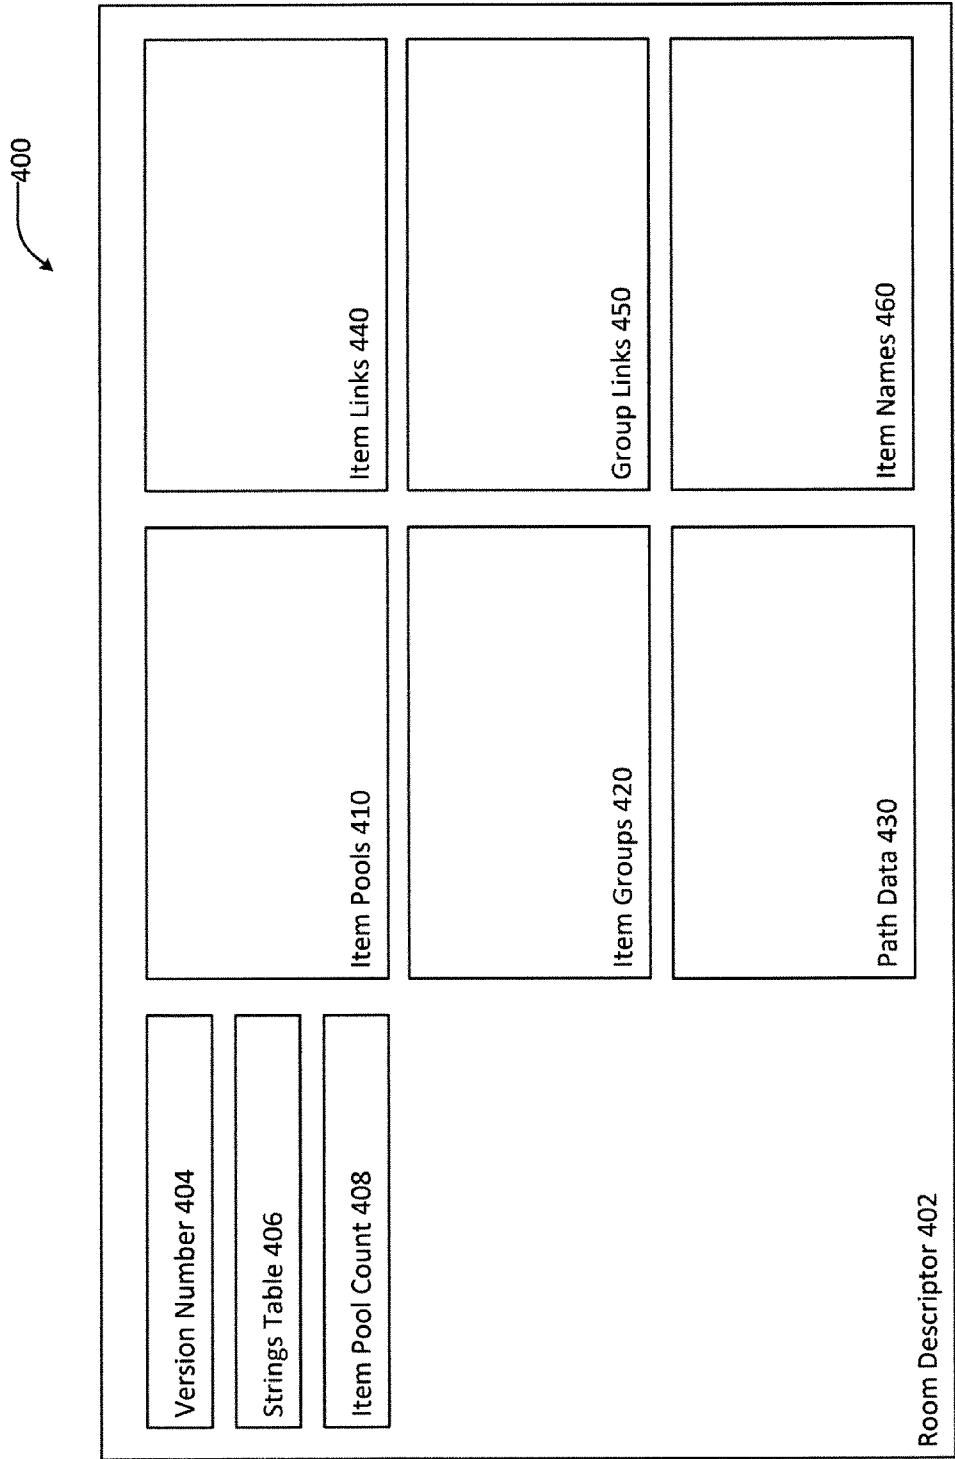 400
Version Number 404
Strings Table 406
Item Pool Count 408
Item Pools 410
Item Groups 420
Path Data 430
Item Links 440
Group Links 450
Item Names 460
Room Descriptor 402